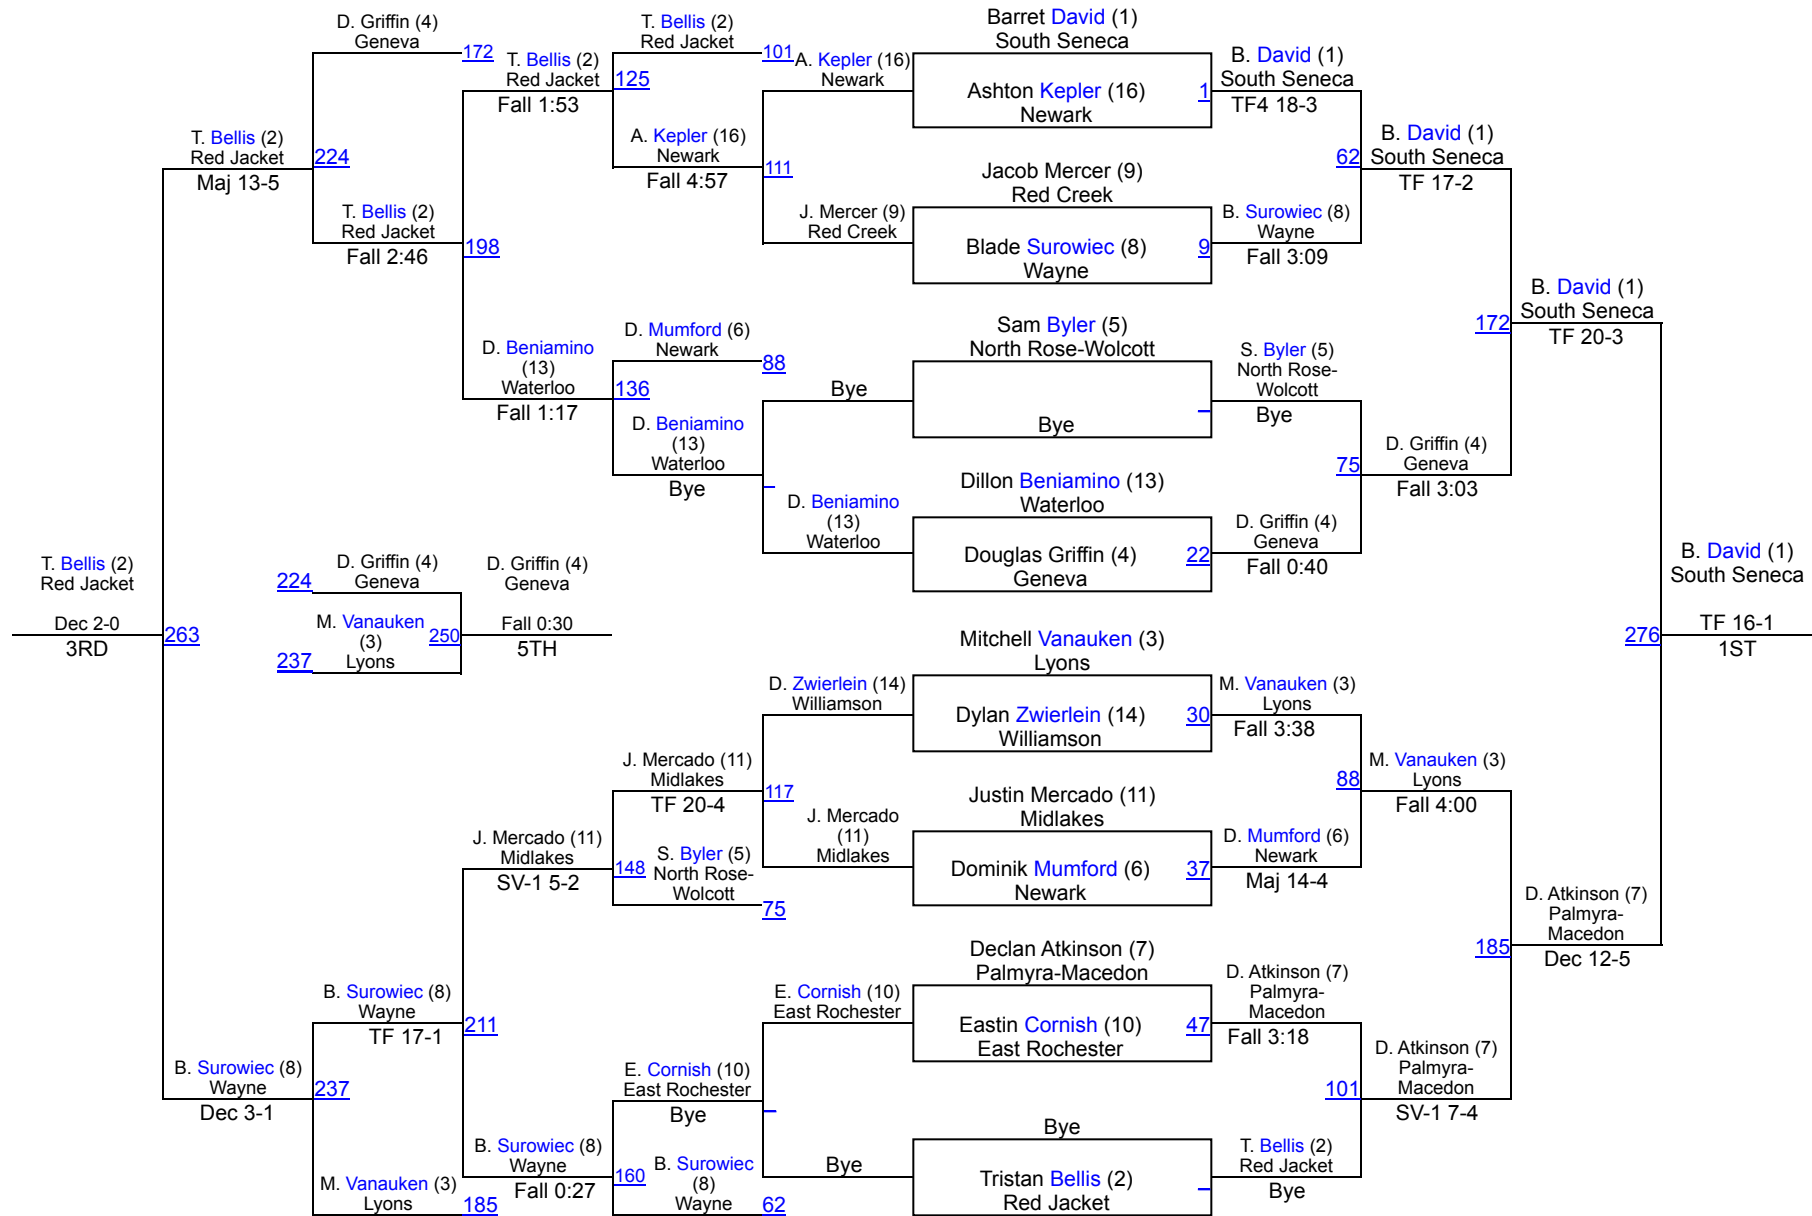 D. Griffin (4)
Geneva
172
T. Bellis (2)
Red Jacket
Maj 13-5
224
T. Bellis (2)
Red Jacket
Fall 2:46
T. Bellis (2)
Red Jacket
Fall 1:53
198
D. Beniamino
(13)
Waterloo
Fall 1:17
T. Bellis (2)
Red Jacket
101
125
A. Kepler (16)
Newark
Fall 4:57
D. Mumford (6)
Newark
88
136
D. Beniamino
(13)
Waterloo
Bye
A. Kepler (16)
Newark
111
J. Mercer (9)
Red Creek
Bye
D. Beniamino
(13)
Waterloo
Barret David (1)
South Seneca
Ashton Kepler (16)
Newark
1
Jacob Mercer (9)
Red Creek
Blade Surowiec (8)
Wayne
9
Sam Byler (5)
North Rose-Wolcott
Bye
Dillon Beniamino (13)
Waterloo
Douglas Griffin (4)
Geneva
22
B. David (1)
South Seneca
TF4 18-3
62
B. Surowiec (8)
Wayne
Fall 3:09
S. Byler (5)
North Rose-
Wolcott
Bye
75
D. Griffin (4)
Geneva
Fall 0:40
B. David (1)
South Seneca
TF 17-2
172
D. Griffin (4)
Geneva
Fall 3:03
B. David (1)
South Seneca
TF 20-3
T. Bellis (2)
Red Jacket
Dec 2-0
3RD
263
224
D. Griffin (4)
Geneva
M. Vanauken
(3)
Lyons
237
250
D. Griffin (4)
Geneva
Fall 0:30
5TH
B. David (1)
South Seneca
276
TF 16-1
1ST
Mitchell Vanauken (3)
Lyons
Dylan Zwierlein (14)
Williamson
30
Justin Mercado (11)
Midlakes
Dominik Mumford (6)
Newark
37
Declan Atkinson (7)
Palmyra-Macedon
Eastin Cornish (10)
East Rochester
47
Bye
Tristan Bellis (2)
Red Jacket
D. Zwierlein (14)
Williamson
117
J. Mercado
(11)
Midlakes
E. Cornish (10)
East Rochester
Bye
J. Mercado (11)
Midlakes
TF 20-4
148
S. Byler (5)
North Rose-
Wolcott
75
E. Cornish (10)
East Rochester
Bye
160
B. Surowiec
(8)
Wayne
62
J. Mercado (11)
Midlakes
SV-1 5-2
211
B. Surowiec (8)
Wayne
Fall 0:27
B. Surowiec (8)
Wayne
TF 17-1
237
M. Vanauken (3)
Lyons
185
B. Surowiec (8)
Wayne
Dec 3-1
M. Vanauken (3)
Lyons
Fall 3:38
88
D. Mumford (6)
Newark
Maj 14-4
D. Atkinson (7)
Palmyra-
Macedon
Fall 3:18
101
T. Bellis (2)
Red Jacket
Bye
M. Vanauken (3)
Lyons
Fall 4:00
185
D. Atkinson (7)
Palmyra-
Macedon
SV-1 7-4
D. Atkinson (7)
Palmyra-
Macedon
Dec 12-5